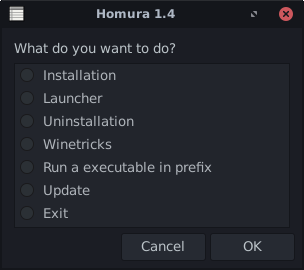 Homura 1.4
What do you want to do?
Installation
Launcher
Uninstallation
Winetricks
Run a executable in prefix
Update
Exit
Cancel
OK